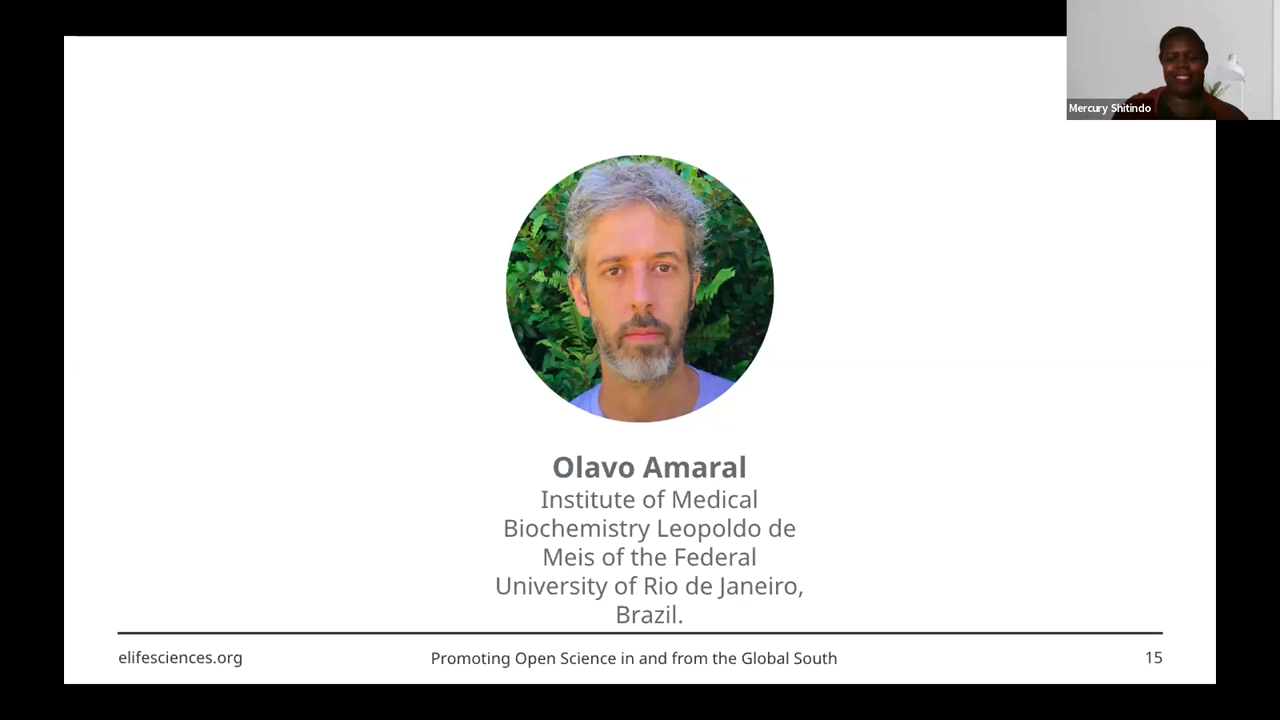 Mercury Shitindo
Olavo Amaral
Institute of Medical
Biochemistry Leopoldo de
Meis of the Federal
University of Rio de Janeiro,
Brazil.
elifesciences.org
Promoting Open Science in and from the Global South
15